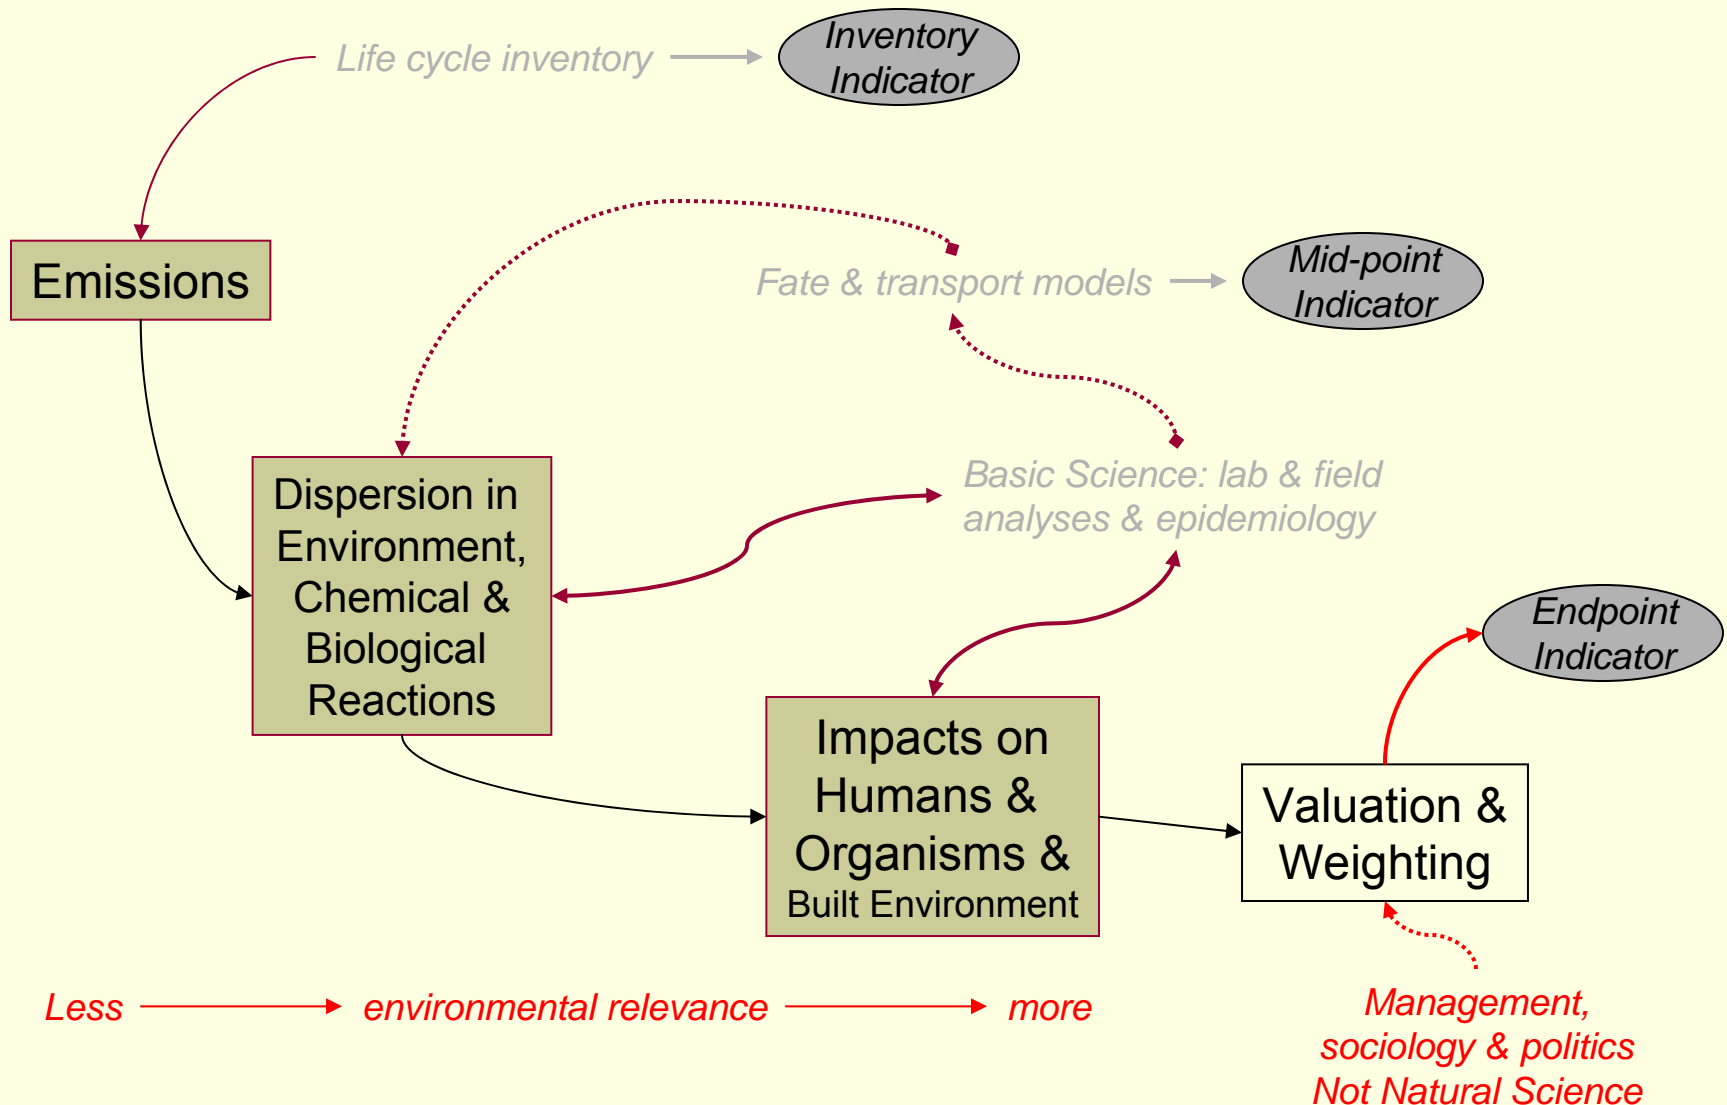 Life cycle inventory
Inventory
Indicator
Emissions
Fate & transport models
Mid-point
Indicator
Dispersion in
Environment,
Chemical &
Biological
Reactions
Basic Science: lab & field
analyses & epidemiology
Endpoint
Indicator
Impacts on
Humans &
Organisms &
Built Environment
Valuation &
Weighting
Less
environmental relevance
more
Management,
sociology & politics
Not Natural Science